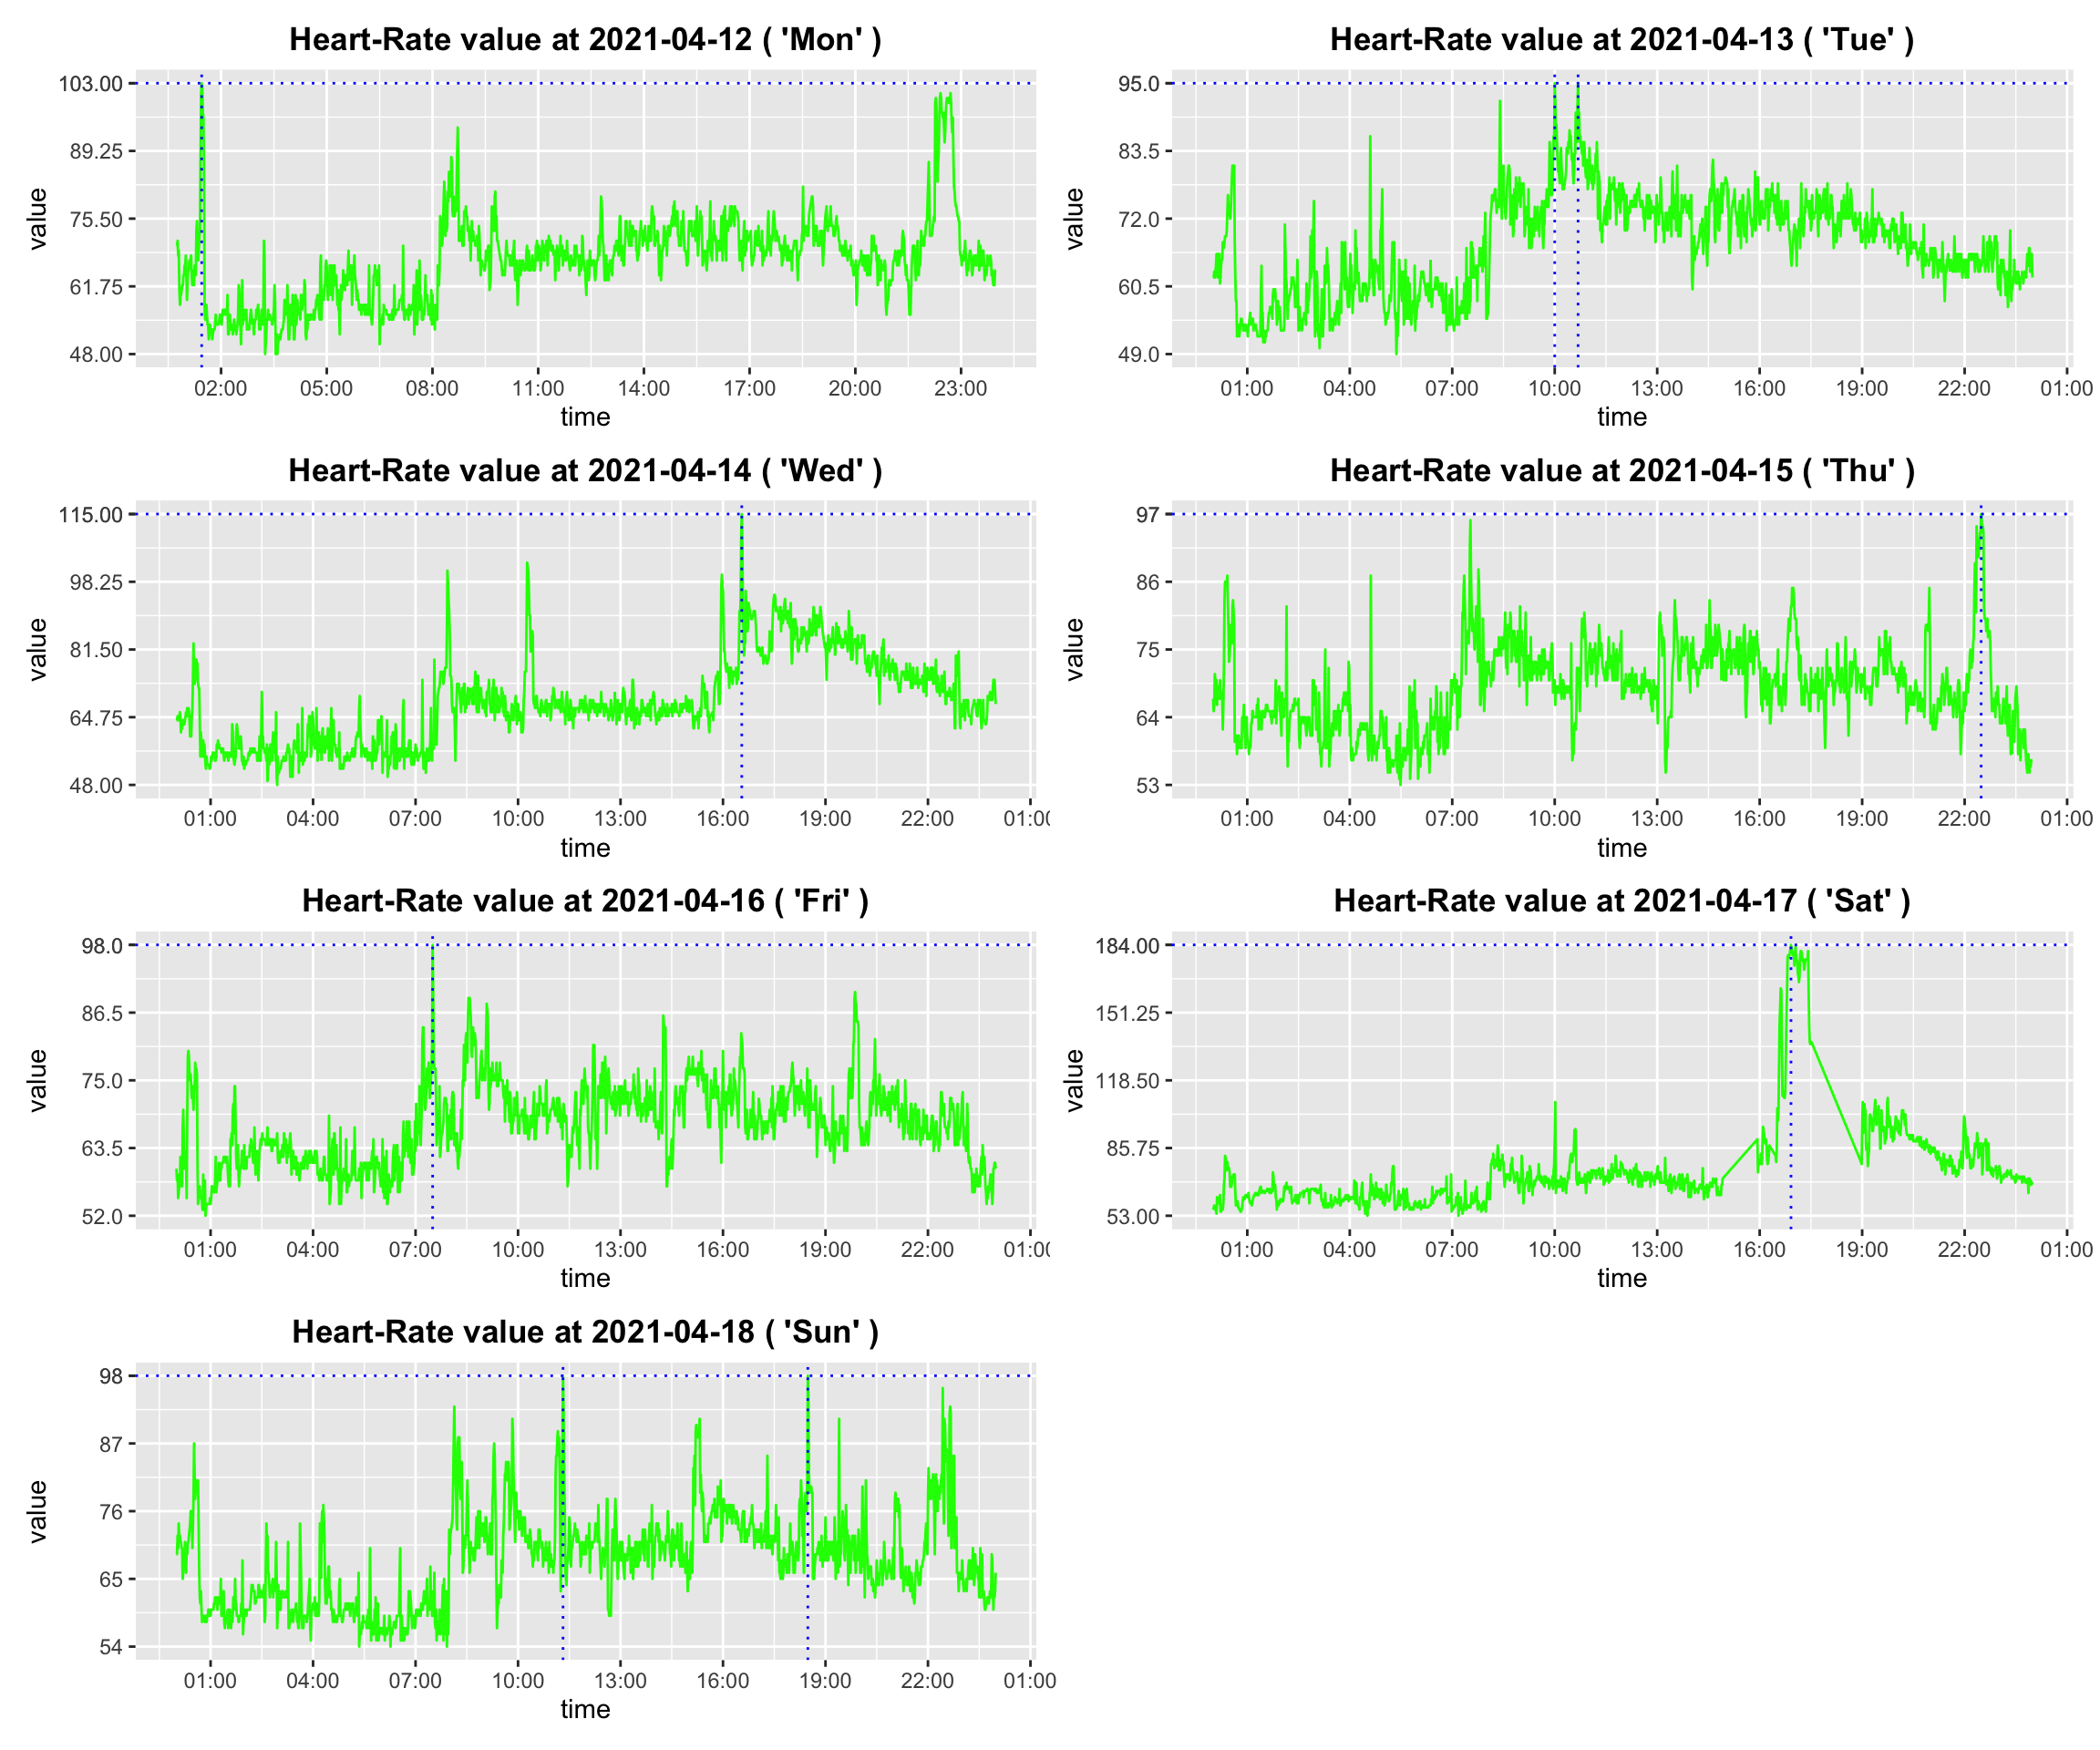 Heart-Rate value at 2021-04-12 ( 'Mon' )
value
103.00
89.25
75.50
61.75
48.00
02:00 05:00 08:00 11:00 14:00 17:00 20:00 23:00
time
Heart-Rate value at 2021-04-13 ( 'Tue' )
value
95.0
83.5
72.0
60.5
49.0
01:00 04:00 07:00 10:00 13:00 16:00 19:00 22:00 01:00
time
Heart-Rate value at 2021-04-14 ( 'Wed' )
value
115.00
98.25
81.50
64.75
48.00
01:00 04:00 07:00 10:00 13:00 16:00 19:00 22:00 01:00
time
Heart-Rate value at 2021-04-15 ( 'Thu' )
value
97
86
75
64
53
01:00 04:00 07:00 10:00 13:00 16:00 19:00 22:00 01:00
time
Heart-Rate value at 2021-04-16 ( 'Fri' )
value
98.0
86.5
75.0
63.5
52.0
01:00 04:00 07:00 10:00 13:00 16:00 19:00 22:00 01:00
time
Heart-Rate value at 2021-04-17 ( 'Sat' )
value
184.00
151.25
118.50
85.75
53.00
01:00 04:00 07:00 10:00 13:00 16:00 19:00 22:00 01:00
time
Heart-Rate value at 2021-04-18 ( 'Sun' )
value
98
87
76
65
54
01:00 04:00 07:00 10:00 13:00 16:00 19:00 22:00 01:00
time